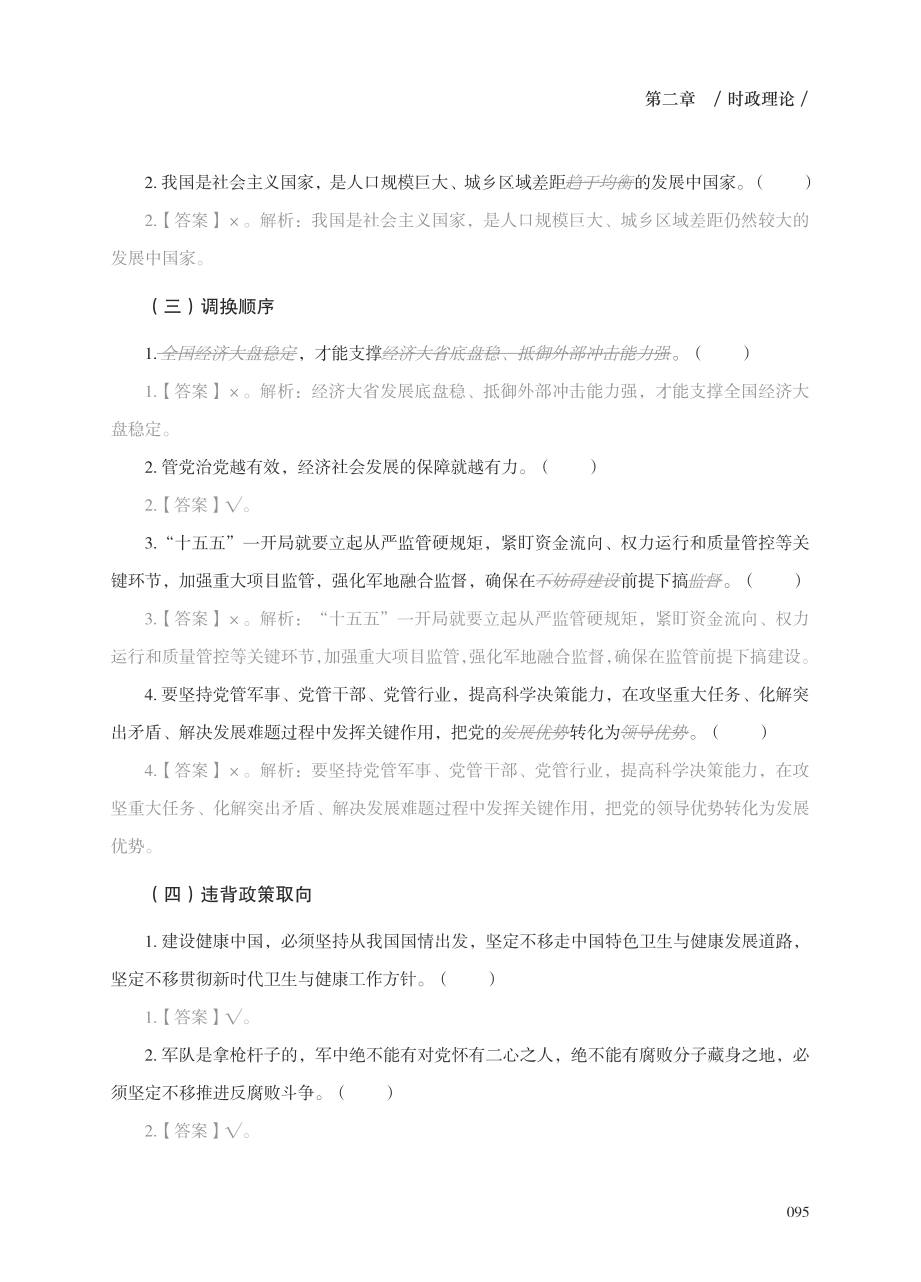 第二章 / 时政理论 /
2. 我国是社会主义国家，是人口规模巨大、城乡区域差距趋于均衡的发展中国家。（ ）
2.【答案】×。解析：我国是社会主义国家，是人口规模巨大、城乡区域差距仍然较大的
发展中国家。
（三）调换顺序
1. 全国经济大盘稳定，才能支撑经济大省底盘稳、抵御外部冲击能力强。（ ）
1.【答案】×。解析：经济大省发展底盘稳、抵御外部冲击能力强，才能支撑全国经济大
盘稳定。
2. 管党治党越有效，经济社会发展的保障就越有力。（ ）
2.【答案】√。
3. “十五五”一开局就要立起从严监管硬规矩，紧盯资金流向、权力运行和质量管控等关
键环节，加强重大项目监管，强化军地融合监督，确保在不妨碍建设前提下搞监督。（ ）
3.【答案】×。解析：“十五五”一开局就要立起从严监管硬规矩，紧盯资金流向、权力
运行和质量管控等关键环节，加强重大项目监管，强化军地融合监督，确保在监管前提下搞建设。
4. 要坚持党管军事、党管干部、党管行业，提高科学决策能力，在攻坚重大任务、化解突
出矛盾、解决发展难题过程中发挥关键作用，把党的发展优势转化为领导优势。（ ）
4.【答案】×。解析：要坚持党管军事、党管干部、党管行业，提高科学决策能力，在攻
坚重大任务、化解突出矛盾、解决发展难题过程中发挥关键作用，把党的领导优势转化为发展
优势。
（四）违背政策取向
1. 建设健康中国，必须坚持从我国国情出发，坚定不移走中国特色卫生与健康发展道路，
坚定不移贯彻新时代卫生与健康工作方针。（ ）
1.【答案】√。
2. 军队是拿枪杆子的，军中绝不能有对党怀有二心之人，绝不能有腐败分子藏身之地，必
须坚定不移推进反腐败斗争。（ ）
2.【答案】√。
095